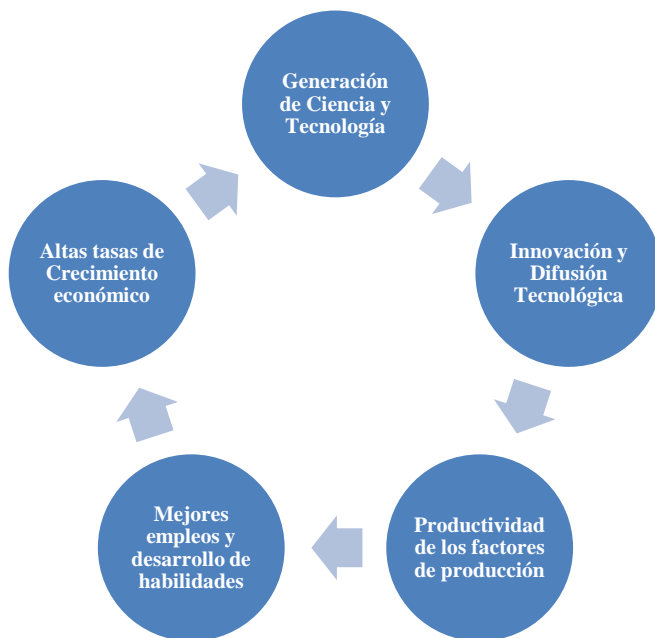 Generación
de Ciencia y
Tecnología
Innovación y
Difusión
Tecnológica
Productividad
de los factores
de producción
Mejores
empleos y
desarrollo de
habilidades
Altas tasas de
Crecimiento
económico